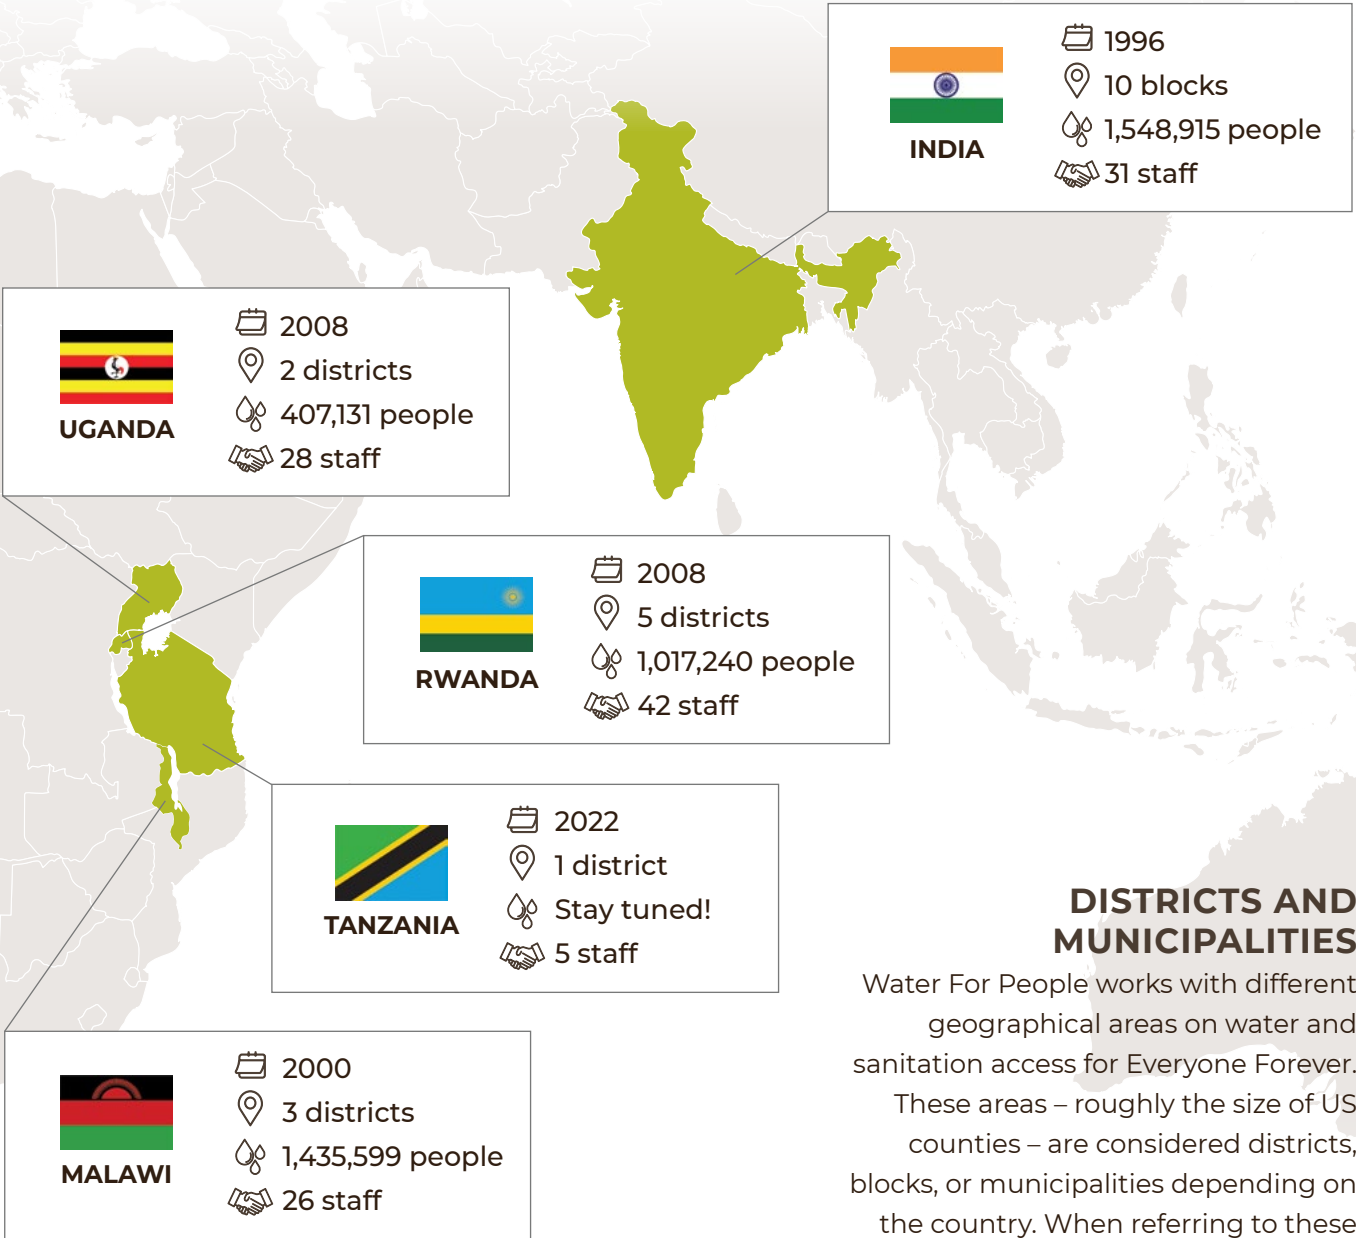 INDIA
1996
10 blocks
1,548,915 people
31 staff
UGANDA
2008
2 districts
407,131 people
28 staff
RWANDA
2008
5 districts
1,017,240 people
42 staff
TANZANIA
2022
1 district
Stay tuned!
5 staff
MALAWI
2000
3 districts
1,435,599 people
26 staff
DISTRICTS AND
MUNICIPALITIES
Water For People works with different
geographical areas on water and
sanitation access for Everyone Forever.
These areas – roughly the size of US
counties – are considered districts,
blocks, or municipalities depending on
the country. When referring to these